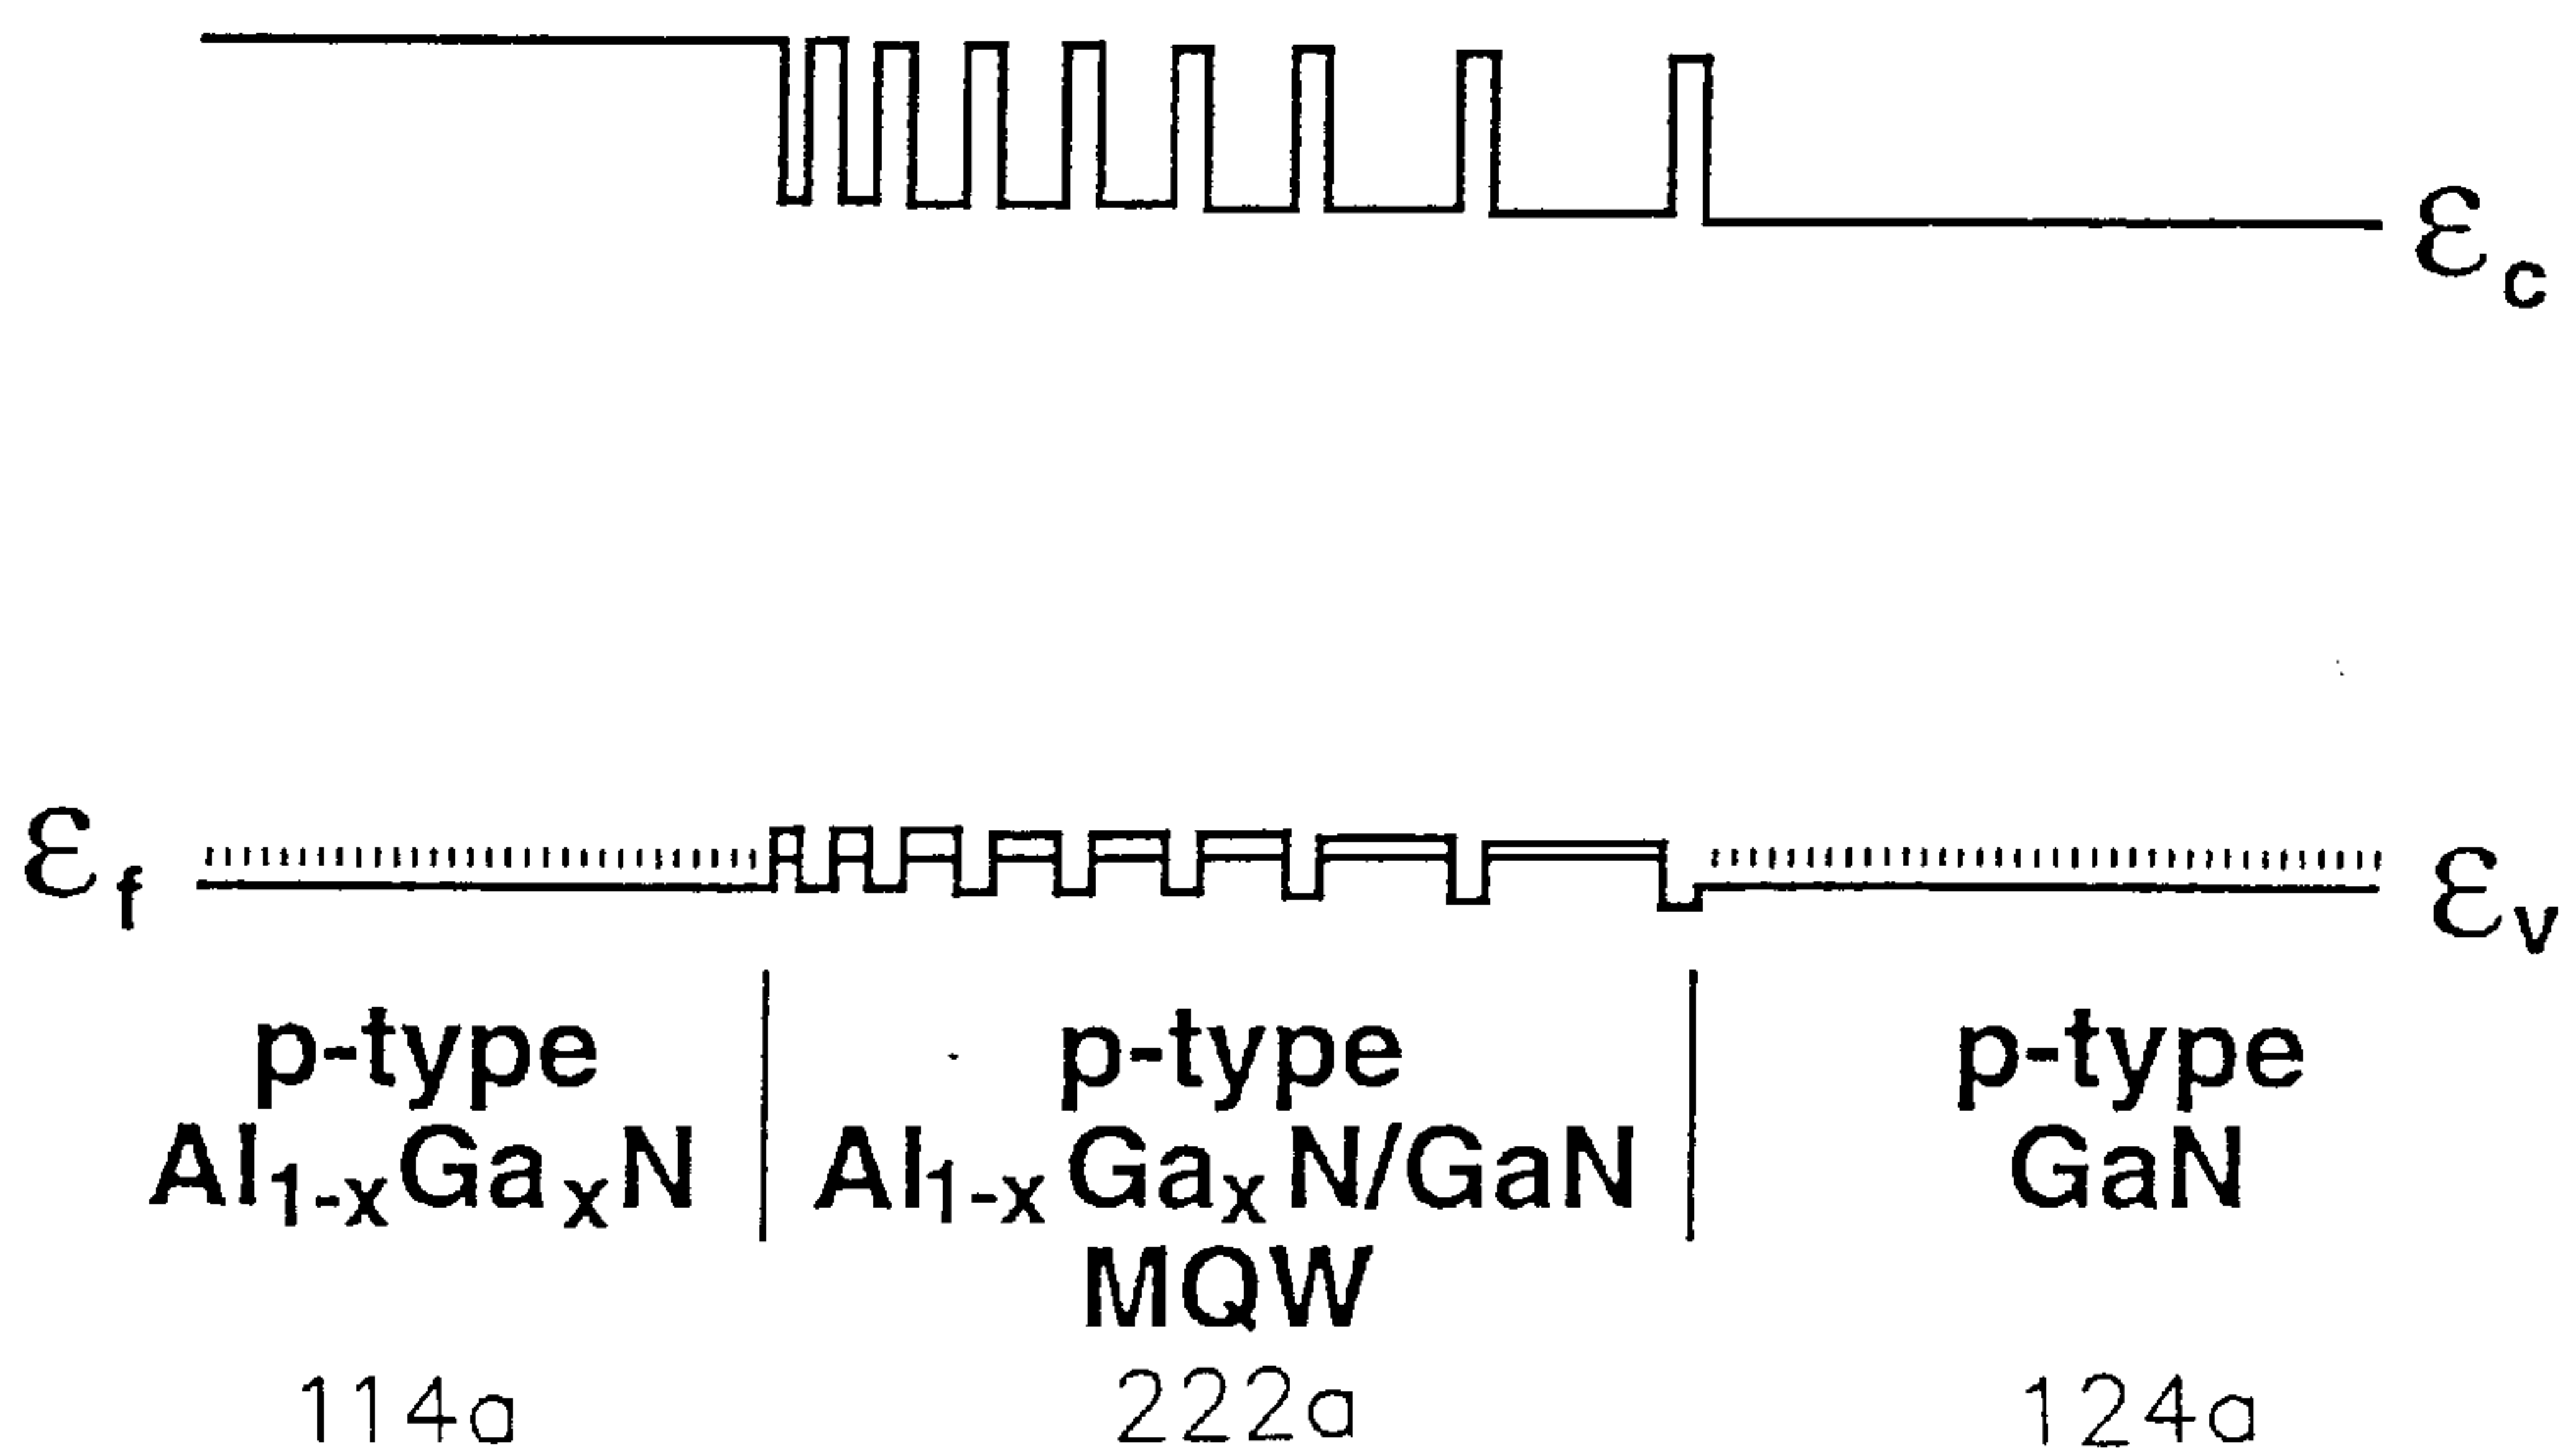 ε_c
ε_f
ε_v
p-type p-type p-type
Al₁₋ₓGaₓN Al₁₋ₓGaₓN/GaN GaN
MQW
114a 222a 124a